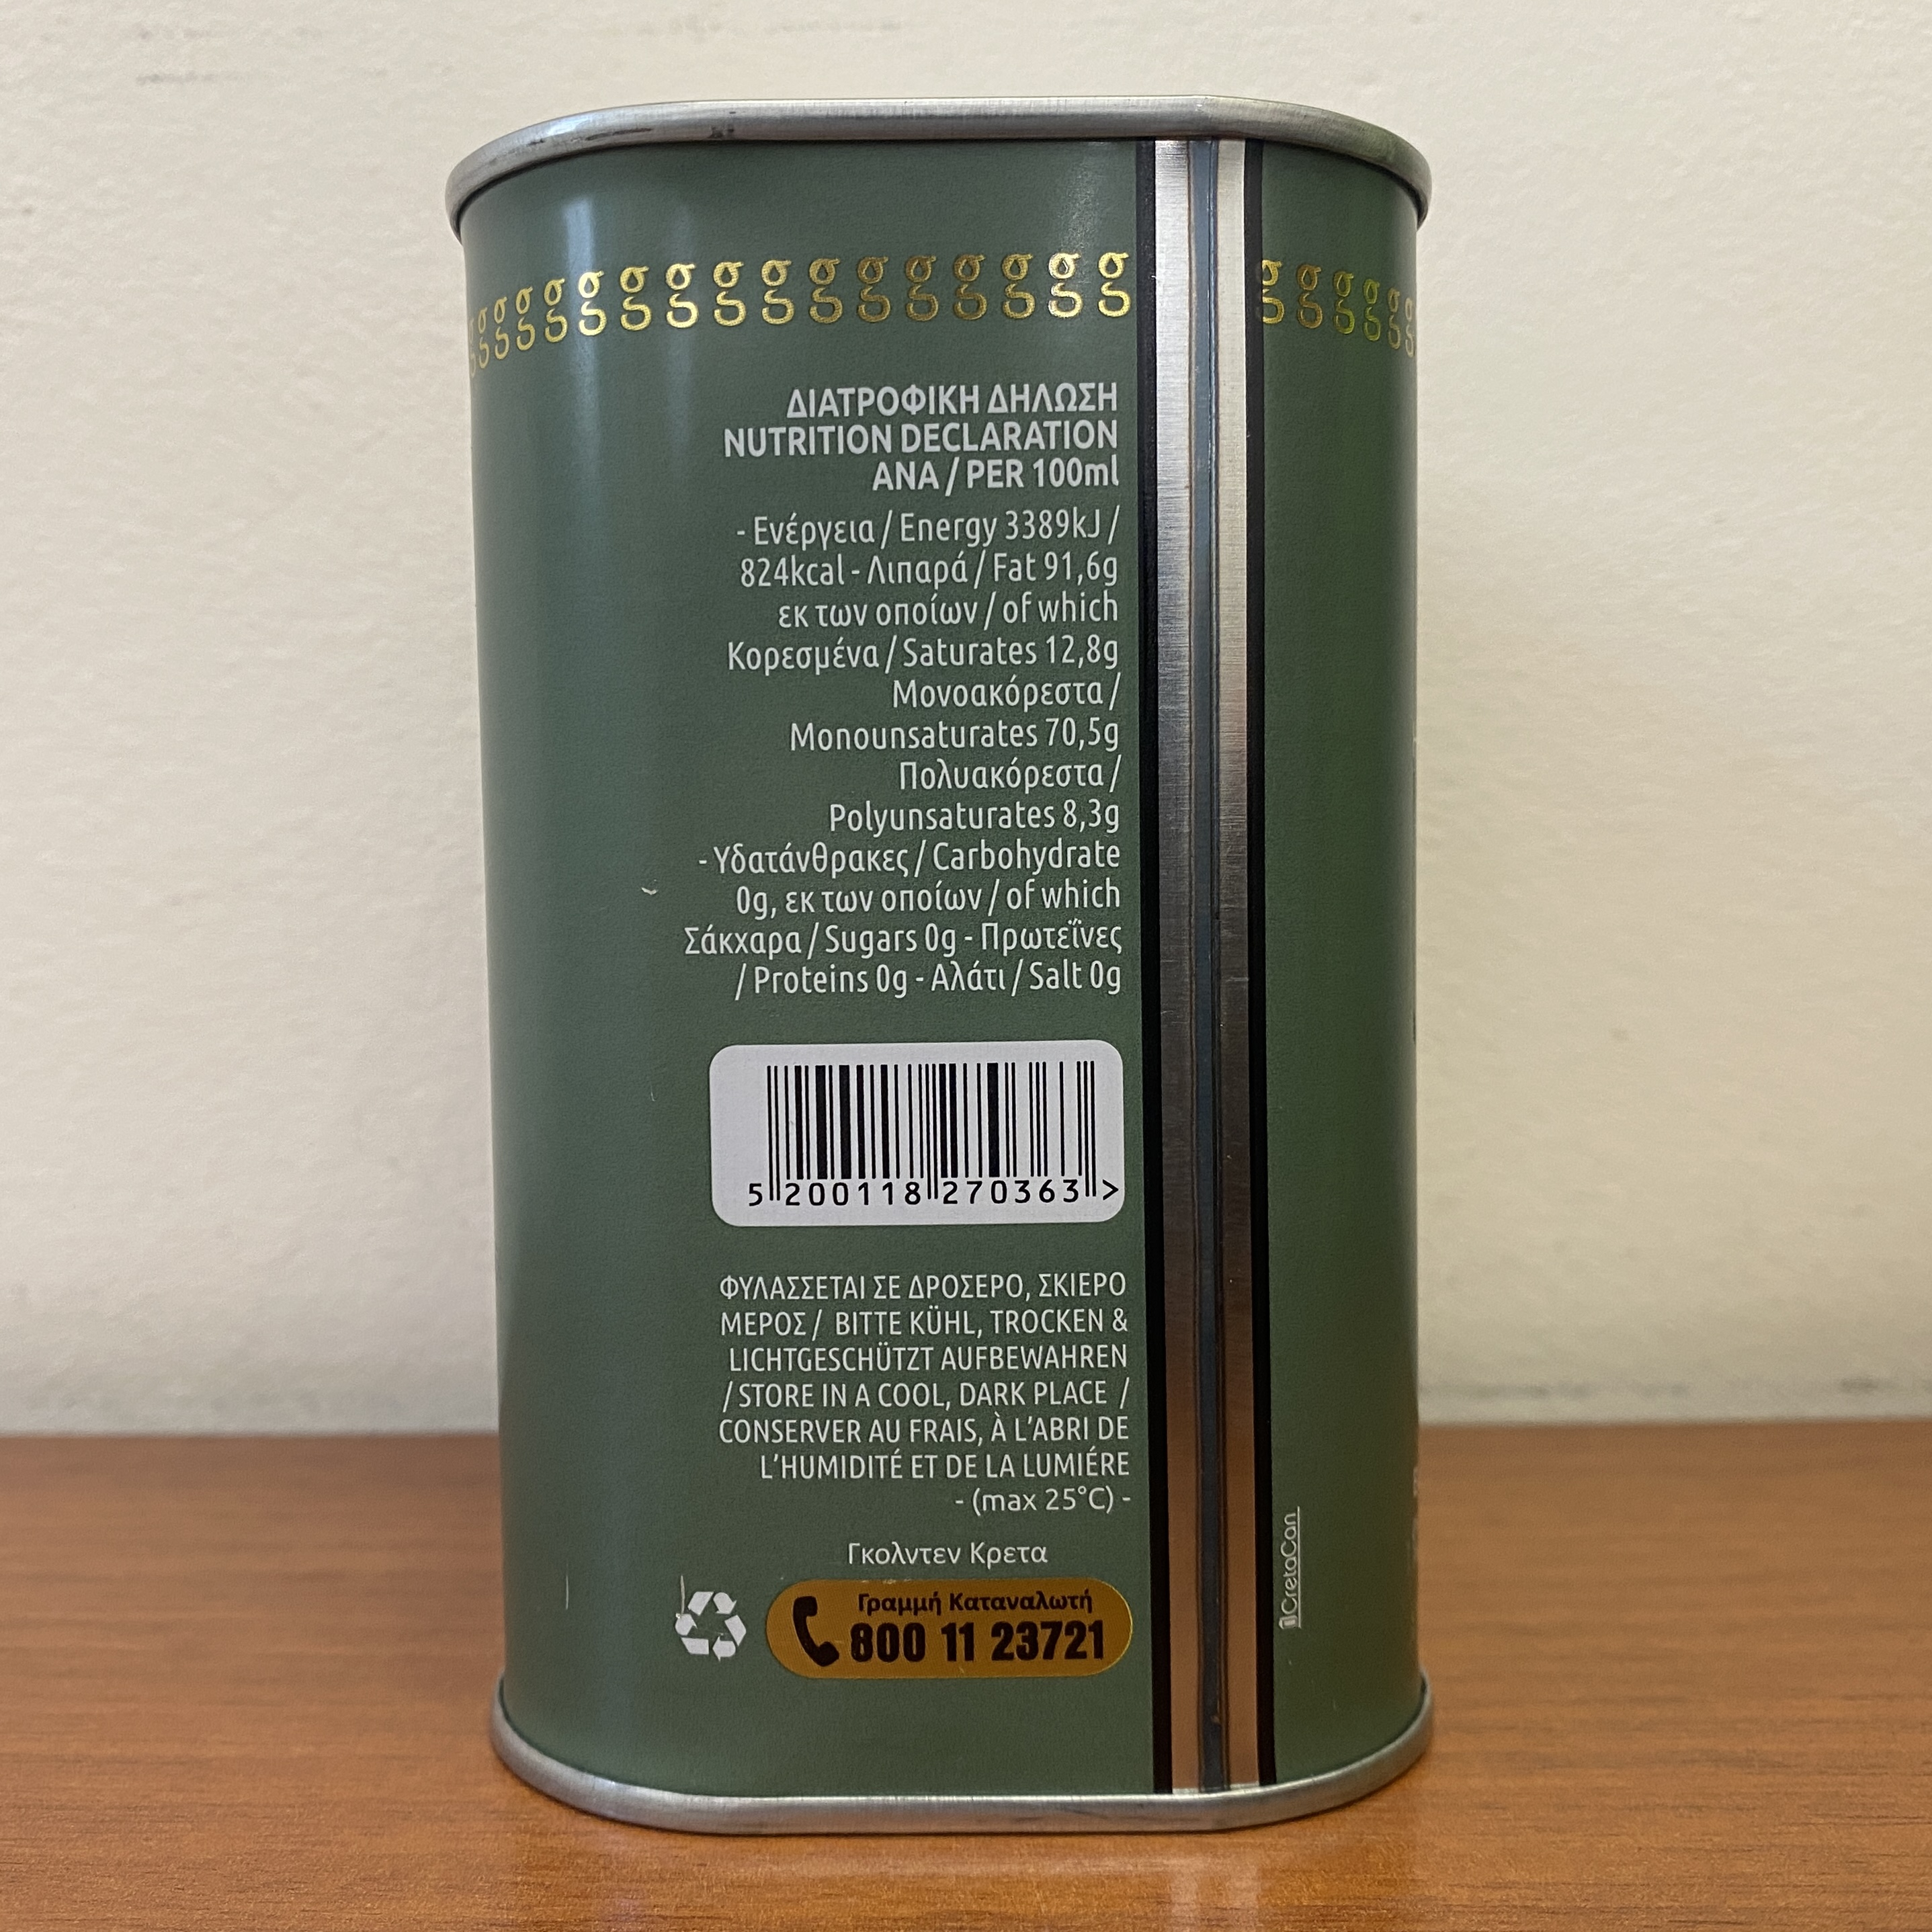 ΔΙΑΤΡΟΦΙΚΗ ΔΗΛΩΣΗ
NUTRITION DECLARATION
ΑΝΑ / PER 100ml
- Ενέργεια / Energy 3389kJ /
824kcal - Λιπαρά / Fat 91,6g
εκ των οποίων / of which
Κορεσμένα / Saturates 12,8g
Μονοακόρεστα /
Monounsaturates 70,5g
Πολυακόρεστα /
Polyunsaturates 8,3g
- Υδατάνθρακες / Carbohydrate
0g, εκ των οποίων / of which
Σάκχαρα / Sugars 0g - Πρωτεΐνες
/ Proteins 0g - Αλάτι / Salt 0g
5 200118 270363 >
ΦΥΛΑΣΣΕΤΑΙ ΣΕ ΔΡΟΣΕΡΟ, ΣΚΙΕΡΟ
ΜΕΡΟΣ / BITTE KÜHL, TROCKEN &
LICHTGESCHÜTZT AUFBEWAHREN
/ STORE IN A COOL, DARK PLACE /
CONSERVER AU FRAIS, À L'ABRI DE
L'HUMIDITÉ ET DE LA LUMIÉRE
- (max 25°C) -
Γκολντεν Κρετα
Γραμμή Καταναλωτή
800 11 23721
CretaCan